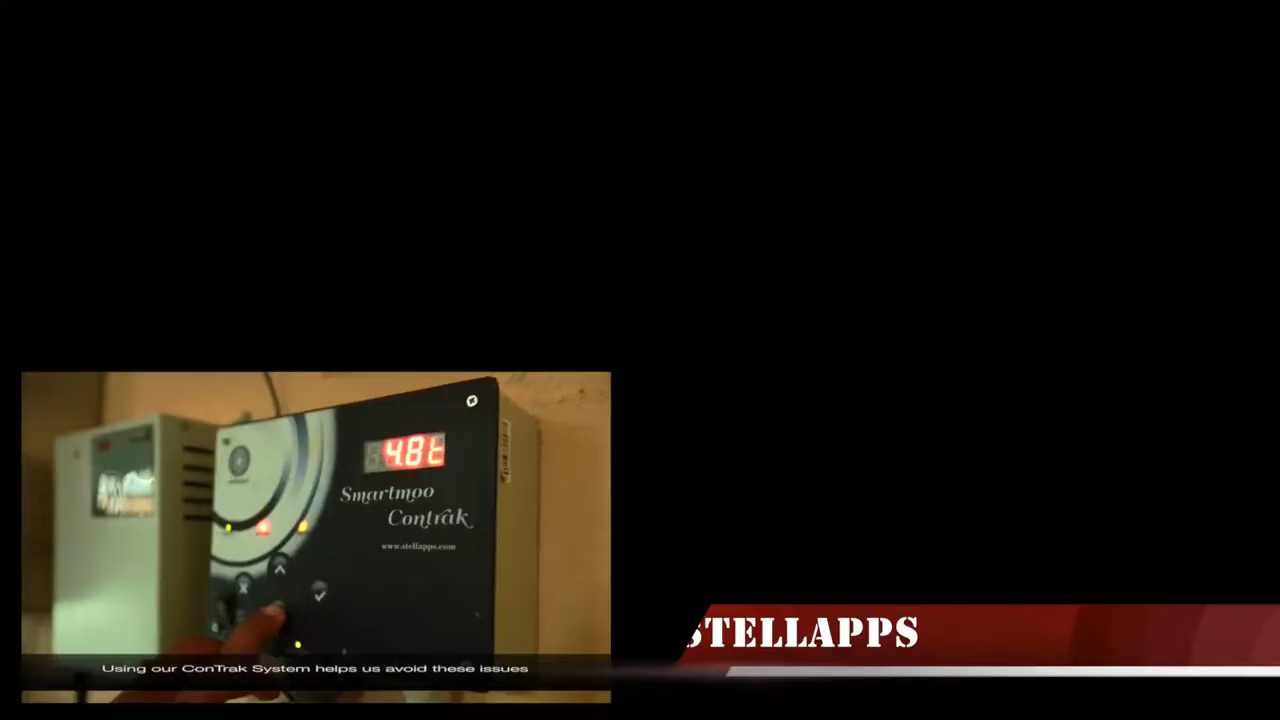 4.8t
Smartmoo
Contrak
www.stellapps.com
Using our ConTrak System helps us avoid these issues
STELLAPPS